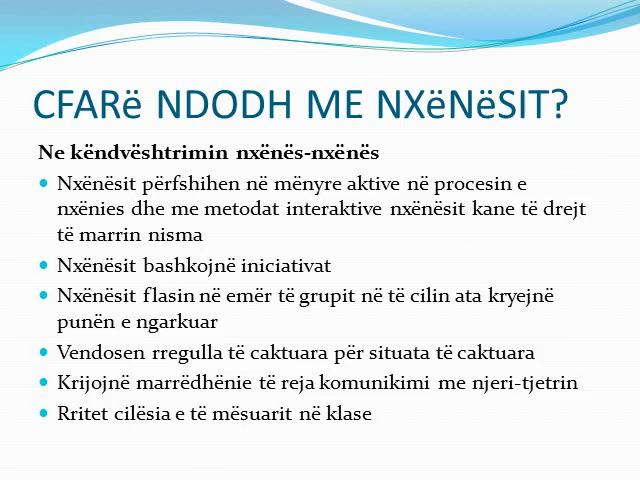 CFARë NDODH ME NXëNëSIT?
Ne këndvështrimin nxënës-nxënës
Nxënësit përfshihen në mënyre aktive në procesin e
nxënies dhe me metodat interaktive nxënësit kane të drejt
të marrin nisma
Nxënësit bashkojnë iniciativat
Nxënësit flasin në emër të grupit në të cilin ata kryejnë
punën e ngarkuar
Vendosen rregulla të caktuara për situata të caktuara
Krijojnë marrëdhënie të reja komunikimi me njeri-tjetrin
Rritet cilësia e të mësuarit në klase